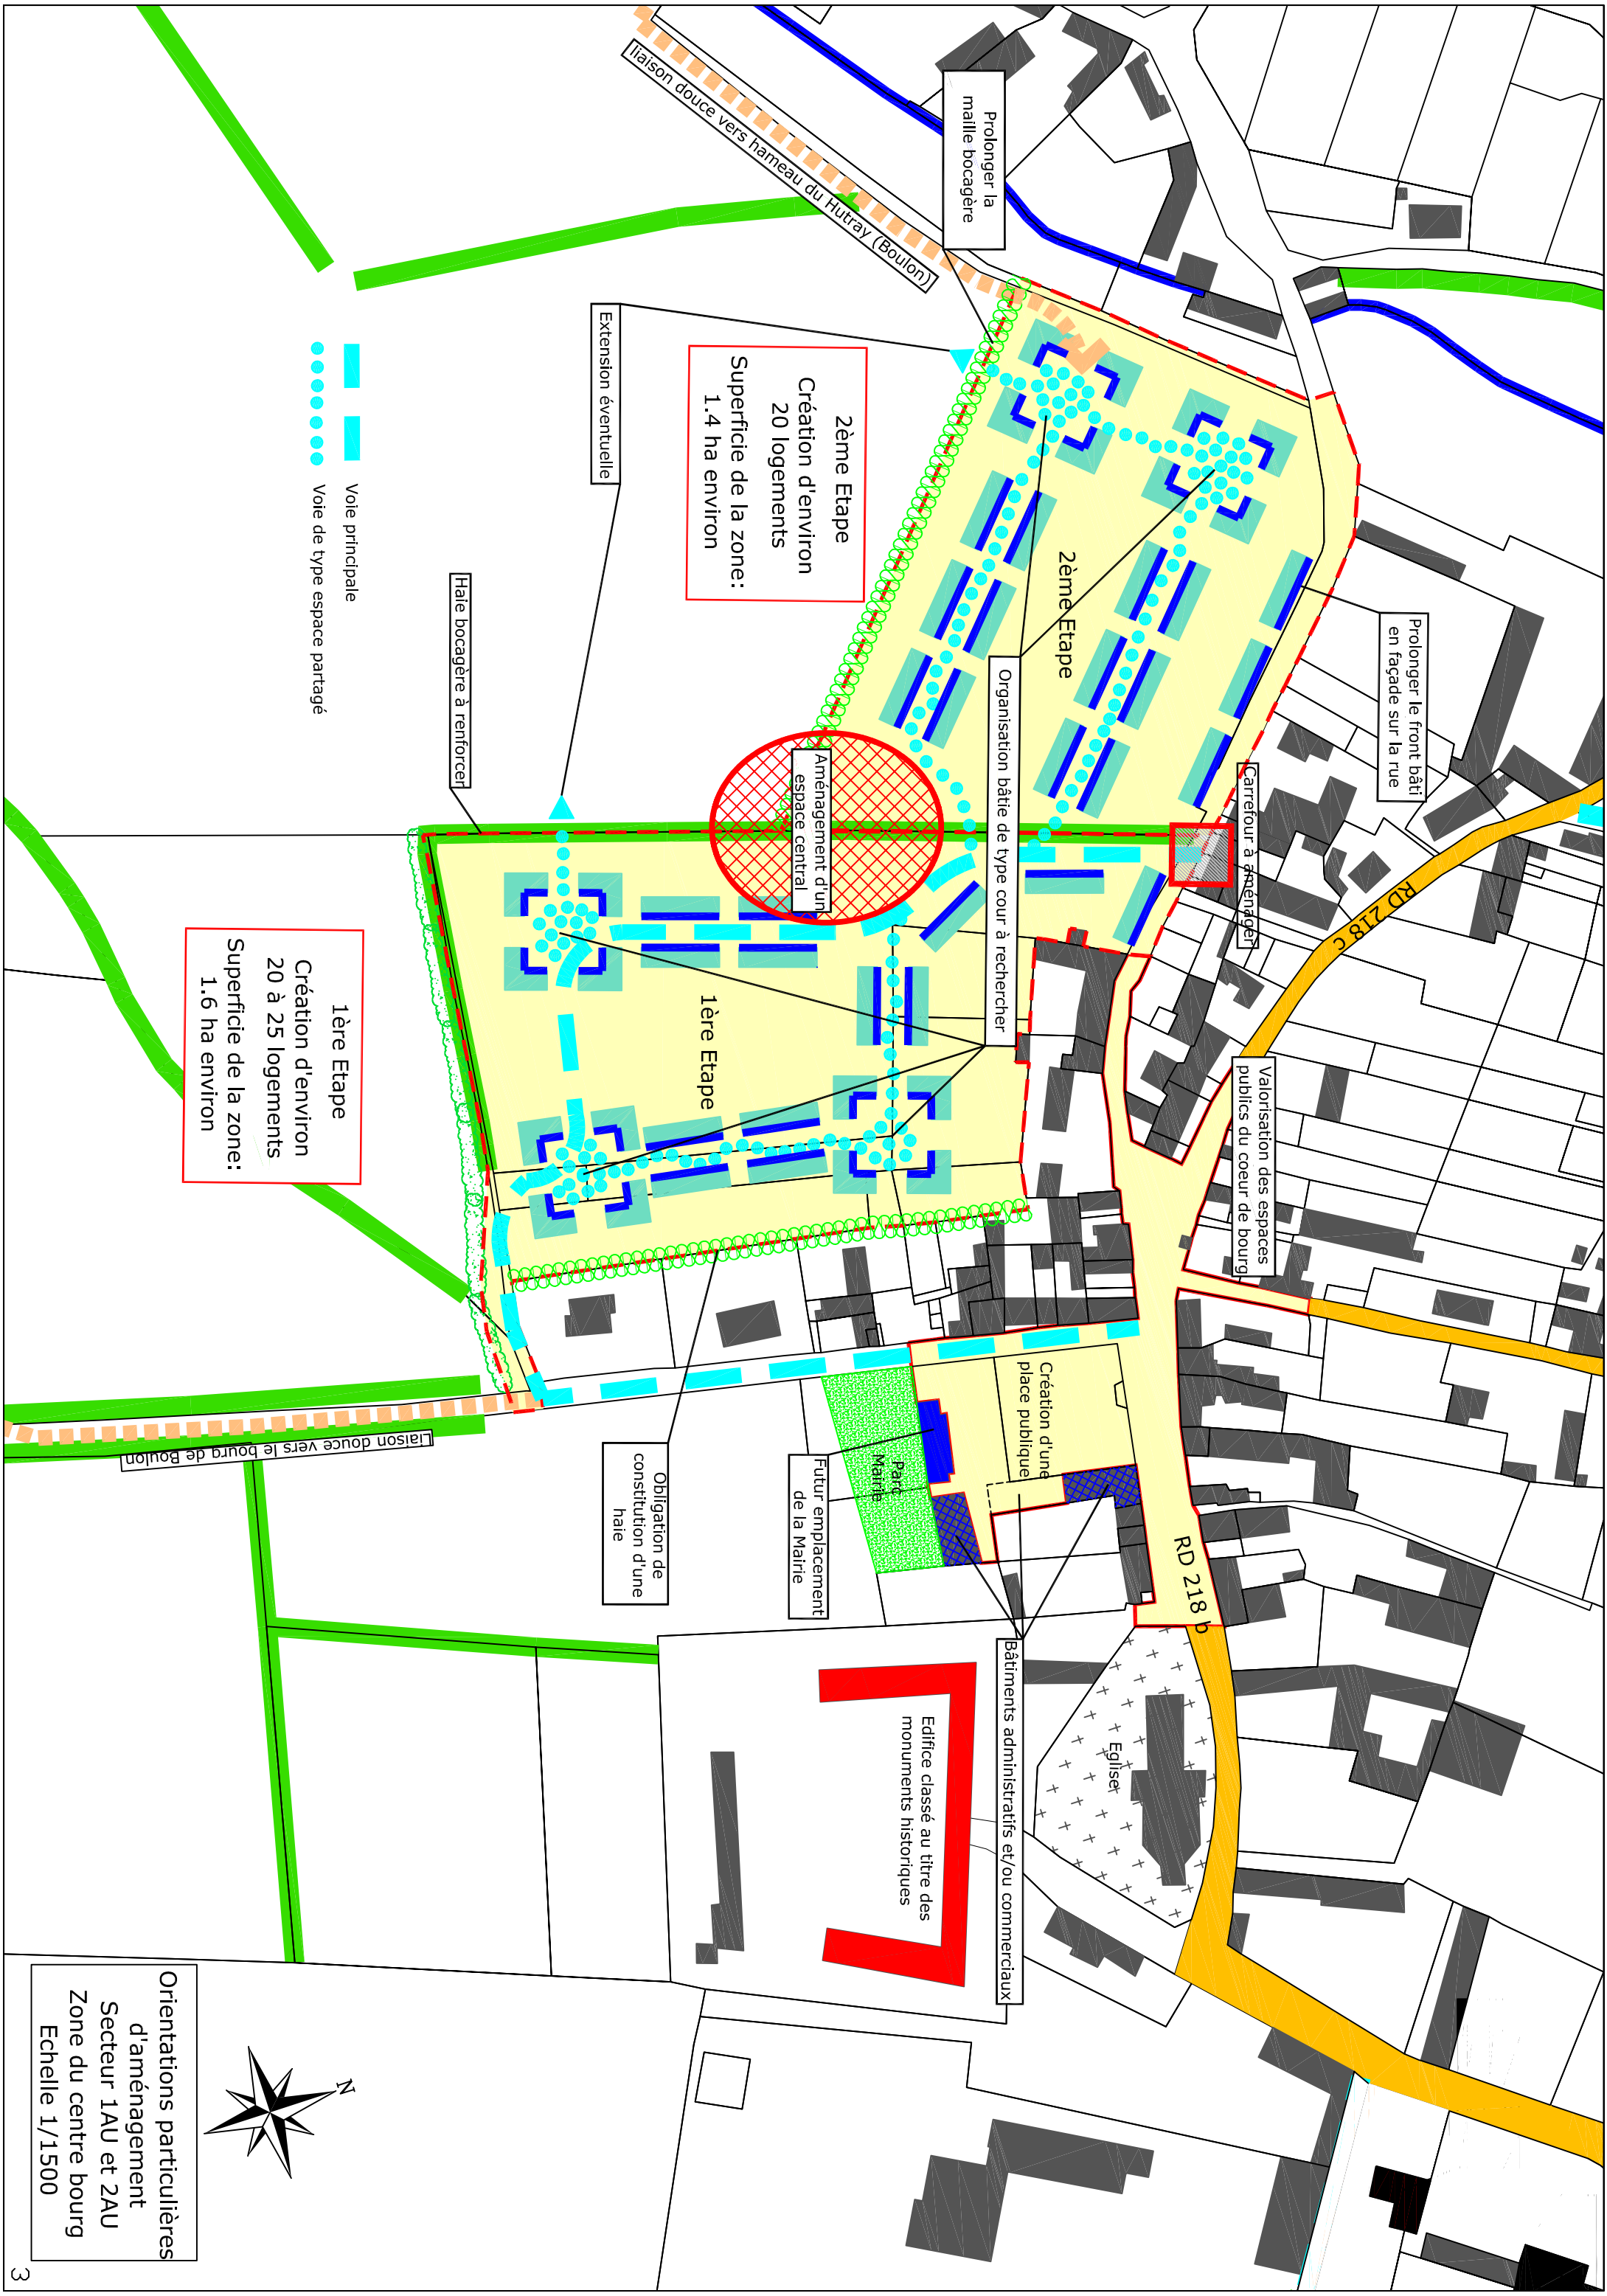 Prolonger la
maille bocagère
liaison douce vers hameau du Hutray (Boulon)
Extension éventuelle
2ème Etape
Création d'environ
20 logements
Superficie de la zone:
1.4 ha environ
Voie principale
Voie de type espace partagé
Haie bocagère à renforcer
2ème Etape
Organisation bâtie de type cour à rechercher
Prolonger le front bâti
en façade sur la rue
Carrefour à aménager
Aménagement d'un
espace central
RD 218 c
Valorisation des espaces
publics du coeur de bourg
1ère Etape
1ère Etape
Création d'environ
20 à 25 logements
Superficie de la zone:
1.6 ha environ
Création d'une
place publique
Parc
Mairie
Futur emplacement
de la Mairie
Obligation de
constitution d'une
haie
Liaison douce vers le bourg de Boulon
RD 218 b
Bâtiments administratifs et/ou commerciaux
Eglise
Edifice classé au titre des
monuments historiques
N
Orientations particulières
d'aménagement
Secteur 1AU et 2AU
Zone du centre bourg
Echelle 1/1500
3